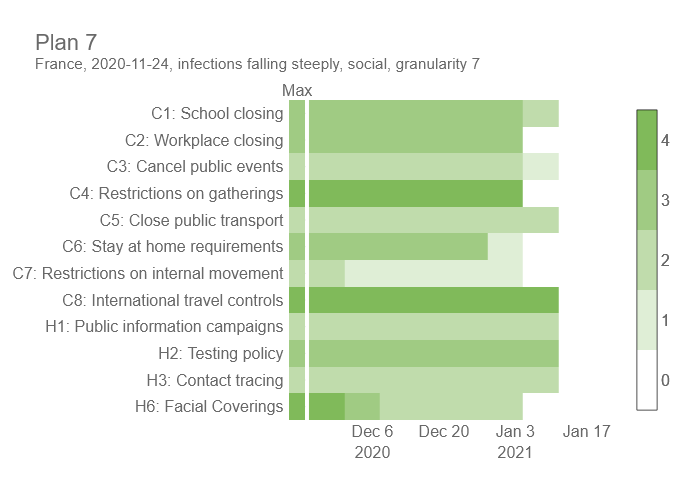 Plan 7
France, 2020-11-24, infections falling steeply, social, granularity 7
Max
C1: School closing
C2: Workplace closing
C3: Cancel public events
C4: Restrictions on gatherings
C5: Close public transport
C6: Stay at home requirements
C7: Restrictions on internal movement
C8: International travel controls
H1: Public information campaigns
H2: Testing policy
H3: Contact tracing
H6: Facial Coverings
Dec 6 Dec 20 Jan 3 Jan 17
2020 2021
4
3
2
1
0